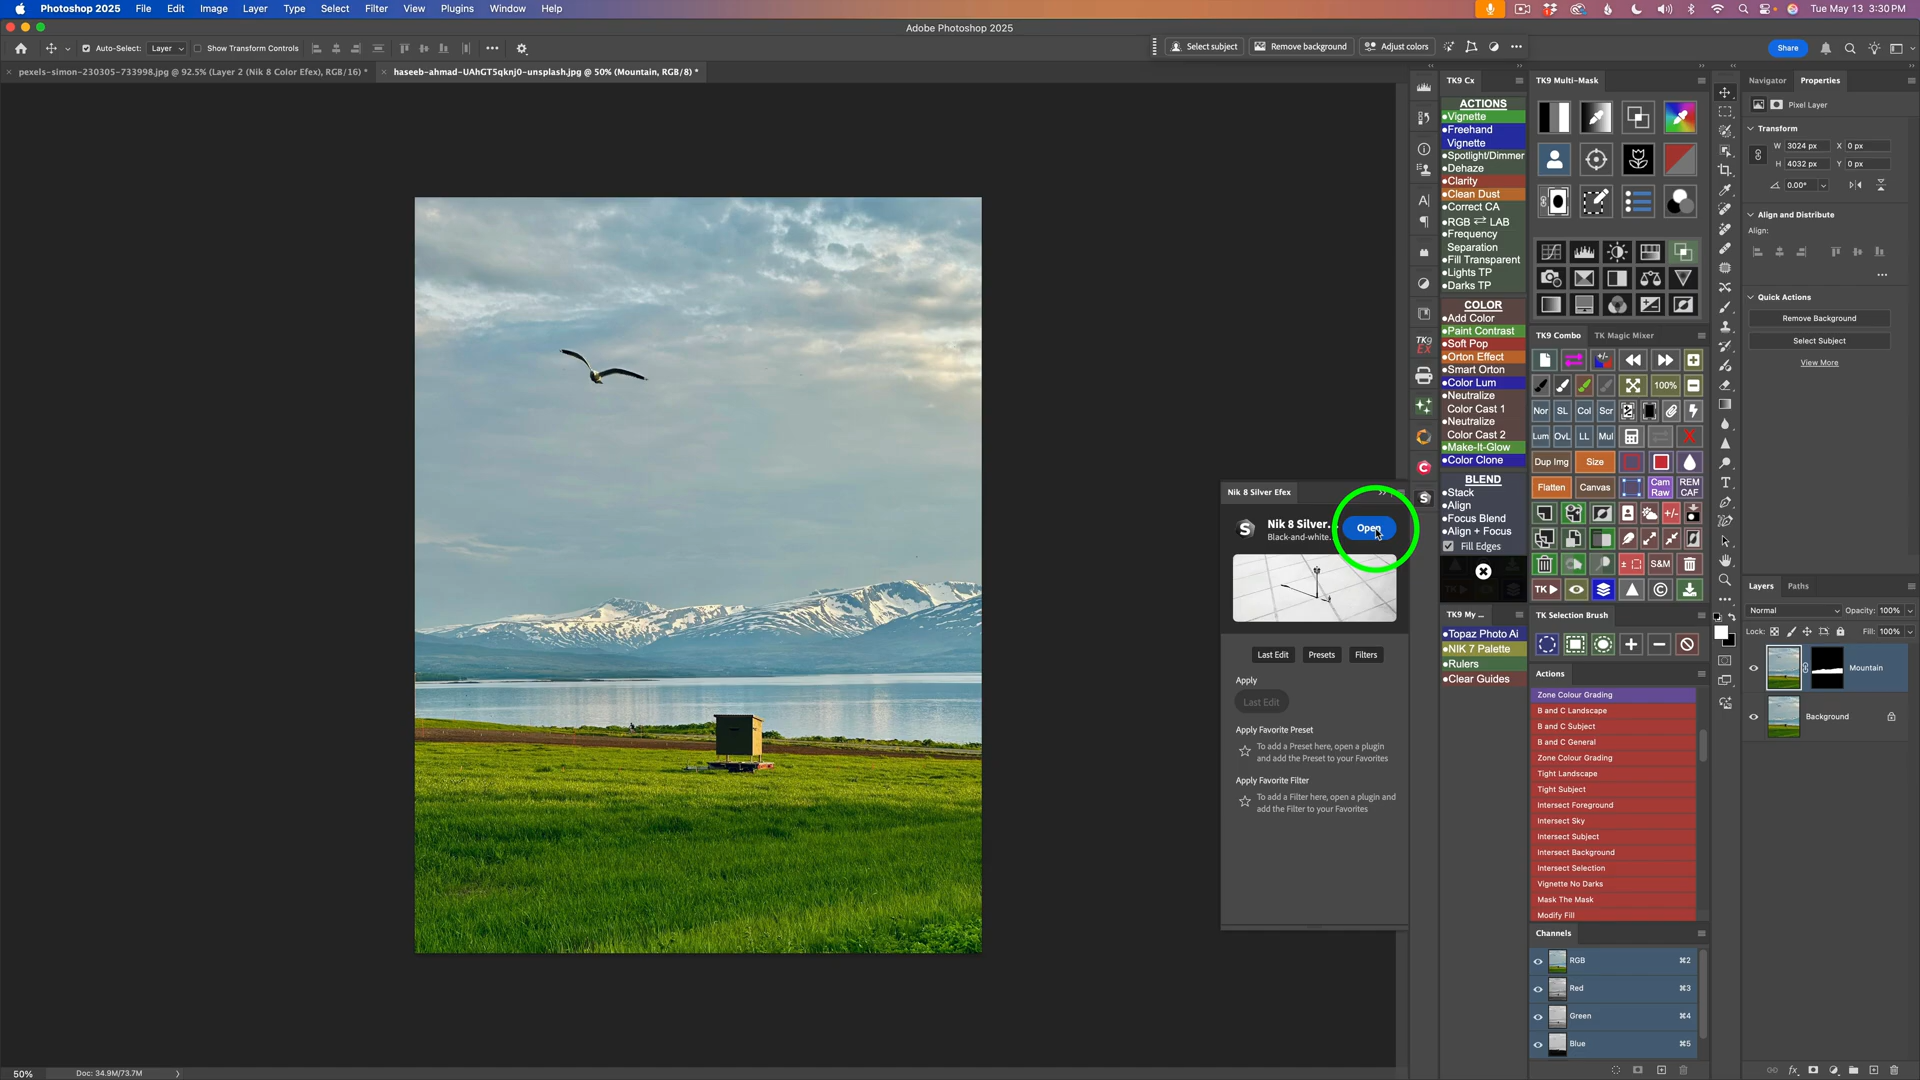 Photoshop 2025 File Edit Image Layer Type Select Filter View Plugins Window Help
Tue May 13 3:30 PM
Adobe Photoshop 2025
Auto-Select: Layer
Show Transform Controls
Select subject
Remove background
Adjust colors
Share
pexels-simon-230305-733998.jpg @ 92.5% (Layer 2 (Nik 8 Color Efex), RGB/16) *
haseeb-ahmad-UAhGT5qknj0-unsplash.jpg @ 50% (Mountain, RGB/8) *
Nik 8 Silver Efex
Nik 8 Silver...
Open
Black-and-white...
Last Edit
Presets
Filters
Apply
Last Edit
Apply Favorite Preset
To add a Preset here, open a plugin
and add the Preset to your Favorites
Apply Favorite Filter
To add a Filter here, open a plugin and
add the Filter to your Favorites
TK9
EX
TK9 Cx
ACTIONS
•Vignette
•Freehand
Vignette
•Spotlight/Dimmer
•Dehaze
•Clarity
•Clean Dust
•Correct CA
•RGB ⇄ LAB
•Frequency
Separation
•Fill Transparent
•Lights TP
•Darks TP
COLOR
•Add Color
•Paint Contrast
•Soft Pop
•Orton Effect
•Smart Orton
•Color Lum
•Neutralize
Color Cast 1
•Neutralize
Color Cast 2
•Make-It-Glow
•Color Clone
BLEND
•Stack
•Align
•Focus Blend
•Align + Focus
Fill Edges
TK9 My ...
•Topaz Photo Ai
•NIK 7 Palette
•Rulers
•Clear Guides
TK9 Multi-Mask
TK9 Combo
TK Magic Mixer
100%
Nor SL Col Scr
Lum OvL LL Mul
Dup Img
Size
Flatten
Canvas
Cam
Raw
REM
CAF
S&M
TK
TK Selection Brush
Actions
Zone Colour Grading
B and C Landscape
B and C Subject
B and C General
Zone Colour Grading
Tight Landscape
Tight Subject
Intersect Foreground
Intersect Sky
Intersect Subject
Intersect Background
Intersect Selection
Vignette No Darks
Mask The Mask
Modify Fill
Channels
RGB ⌘2
Red ⌘3
Green ⌘4
Blue ⌘5
Navigator
Properties
Pixel Layer
Transform
W 3024 px X 0 px
H 4032 px Y 0 px
0.00°
Align and Distribute
Align:
Quick Actions
Remove Background
Select Subject
View More
Layers
Paths
Normal
Opacity: 100%
Lock:
Fill: 100%
Mountain
Background
50%
Doc: 34.9M/73.7M